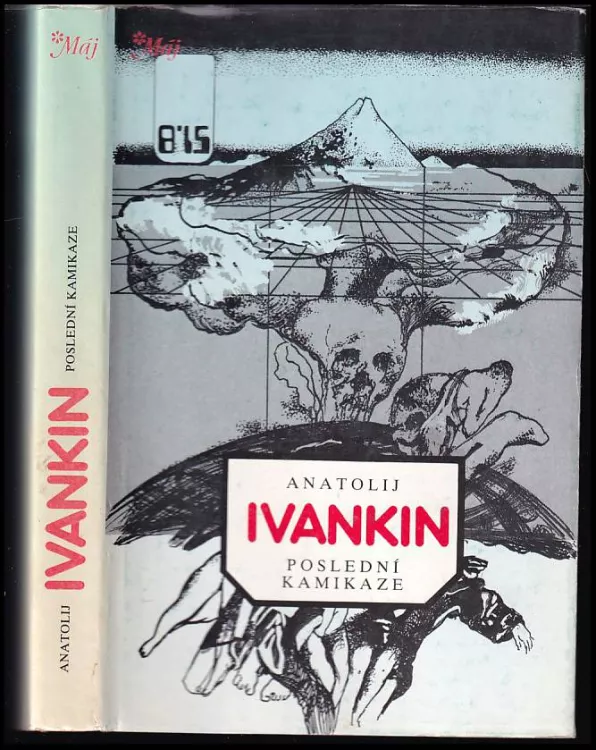 *Máj
ANATOLIJ
IVANKIN
POSLEDNÍ KAMIKAZE
*Máj
8'15
ANATOLIJ
IVANKIN
POSLEDNÍ
KAMIKAZE